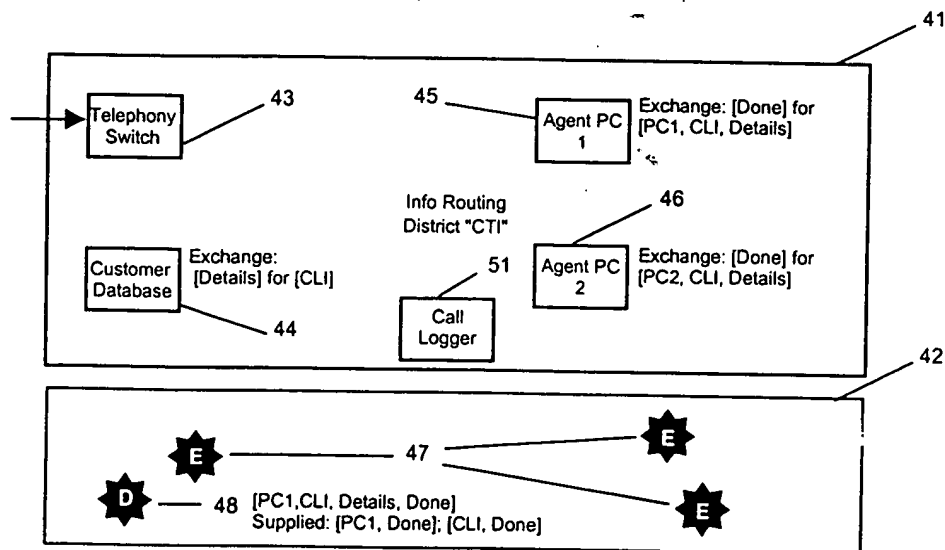 41
Telephony
Switch
43
45
Agent PC
1
Exchange: [Done] for
[PC1, CLI, Details]
Info Routing
District "CTI"
46
Customer
Database
Exchange:
[Details] for [CLI]
44
51
Call
Logger
Agent PC
2
Exchange: [Done] for
[PC2, CLI, Details]
42
E
47
E
D
48
[PC1,CLI, Details, Done]
Supplied: [PC1, Done]; [CLI, Done]
E